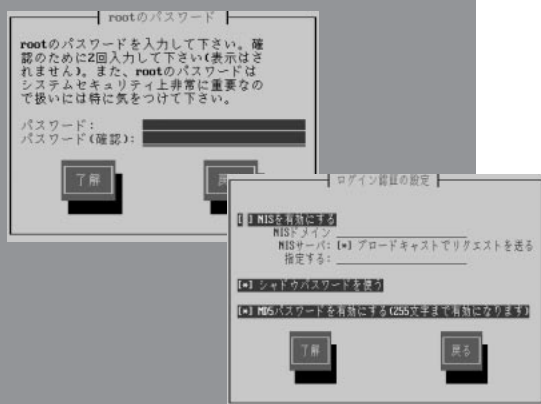 rootのパスワード
rootのパスワードを入力して下さい。確
認のために2回入力して下さい(表示はさ
れません)。また、rootのパスワードは
システムセキュリティ上非常に重要なの
で扱いには特に気をつけて下さい。
パスワード:
パスワード(確認):
了解
ログイン認証の設定
[ ] NISを有効にする
NISドメイン
NISサーバ: [*] ブロードキャストでリクエストを送る
指定する:
[*] シャドウパスワードを使う
[*] MD5パスワードを有効にする(255文字まで有効になります)
了解
戻る